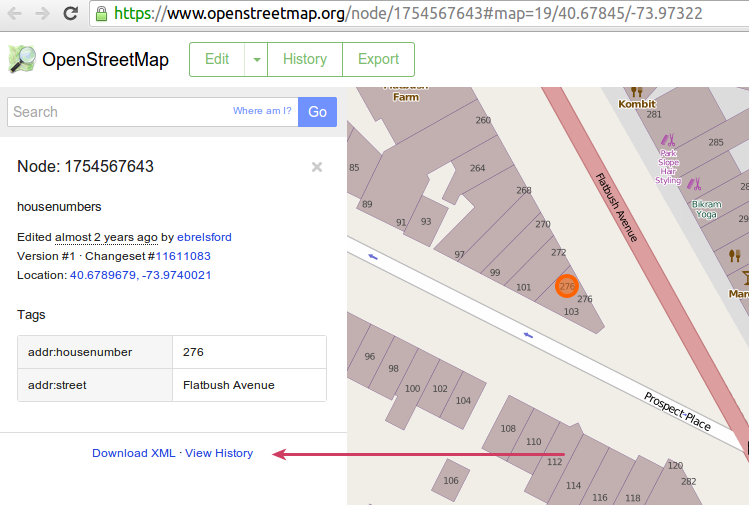 https://www.openstreetmap.org/node/1754567643#map=19/40.67845/-73.97322
OpenStreetMap
Edit
History
Export
Search
Where am I?
Go
Node: 1754567643
×
housenumbers
Edited almost 2 years ago by ebrelsford
Version #1 · Changeset #11611083
Location: 40.6789679, -73.9740021
Tags
addr:housenumber 276
addr:street Flatbush Avenue
Download XML · View History
Flatbush
Farm
Kombit
260
281
285
85
264
Park
Slope
Hair
Styling
268
Bikram
Yoga
89
91
93
270
Flatbush Avenue
97
272
99
101
276
276
103
96
98
100
102
104
Prospect-Place
108
110
112
106
114
116
118
120
282